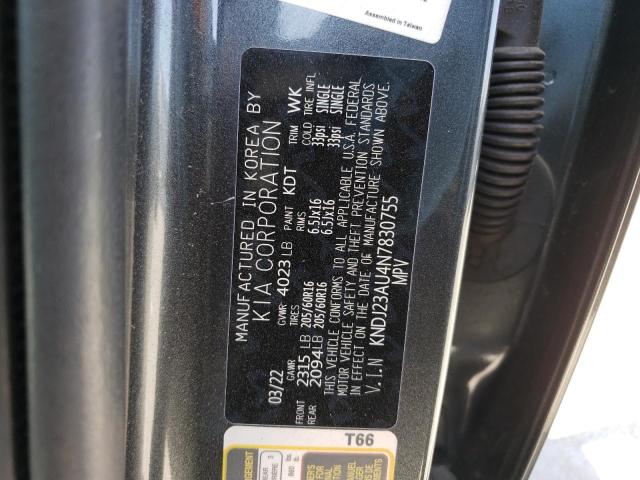 Assembled in Taiwan
MANUFACTURED IN KOREA BY
KIA CORPORATION
03/22 GVWR 4023 LB PAINT KDT TRIM WK
GAWR TIRES RIMS COLD TIRE INFL
FRONT 2315 LB 205/60R16 6.5Jx16 33psi SINGLE
REAR 2094 LB 205/60R16 6.5Jx16 33psi SINGLE
THIS VEHICLE CONFORMS TO ALL APPLICABLE U.S.A. FEDERAL
MOTOR VEHICLE SAFETY AND THEFT PREVENTION STANDARDS
IN EFFECT ON THE DATE OF MANUFACTURE SHOWN ABOVE.
V.I.N KNDJ23AU4N7830755
MPV
T66